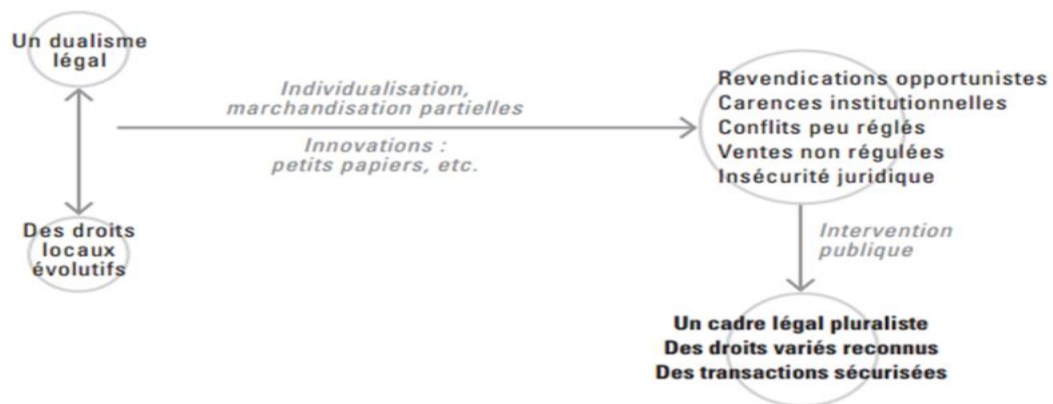 Un dualisme
légal
Individualisation,
marchandisation partielles
Innovations :
petits papiers, etc.
Des droits
locaux
évolutifs
Revendications opportunistes
Carences institutionnelles
Conflits peu réglés
Ventes non régulées
Insécurité juridique
Intervention
publique
Un cadre légal pluraliste
Des droits variés reconnus
Des transactions sécurisées